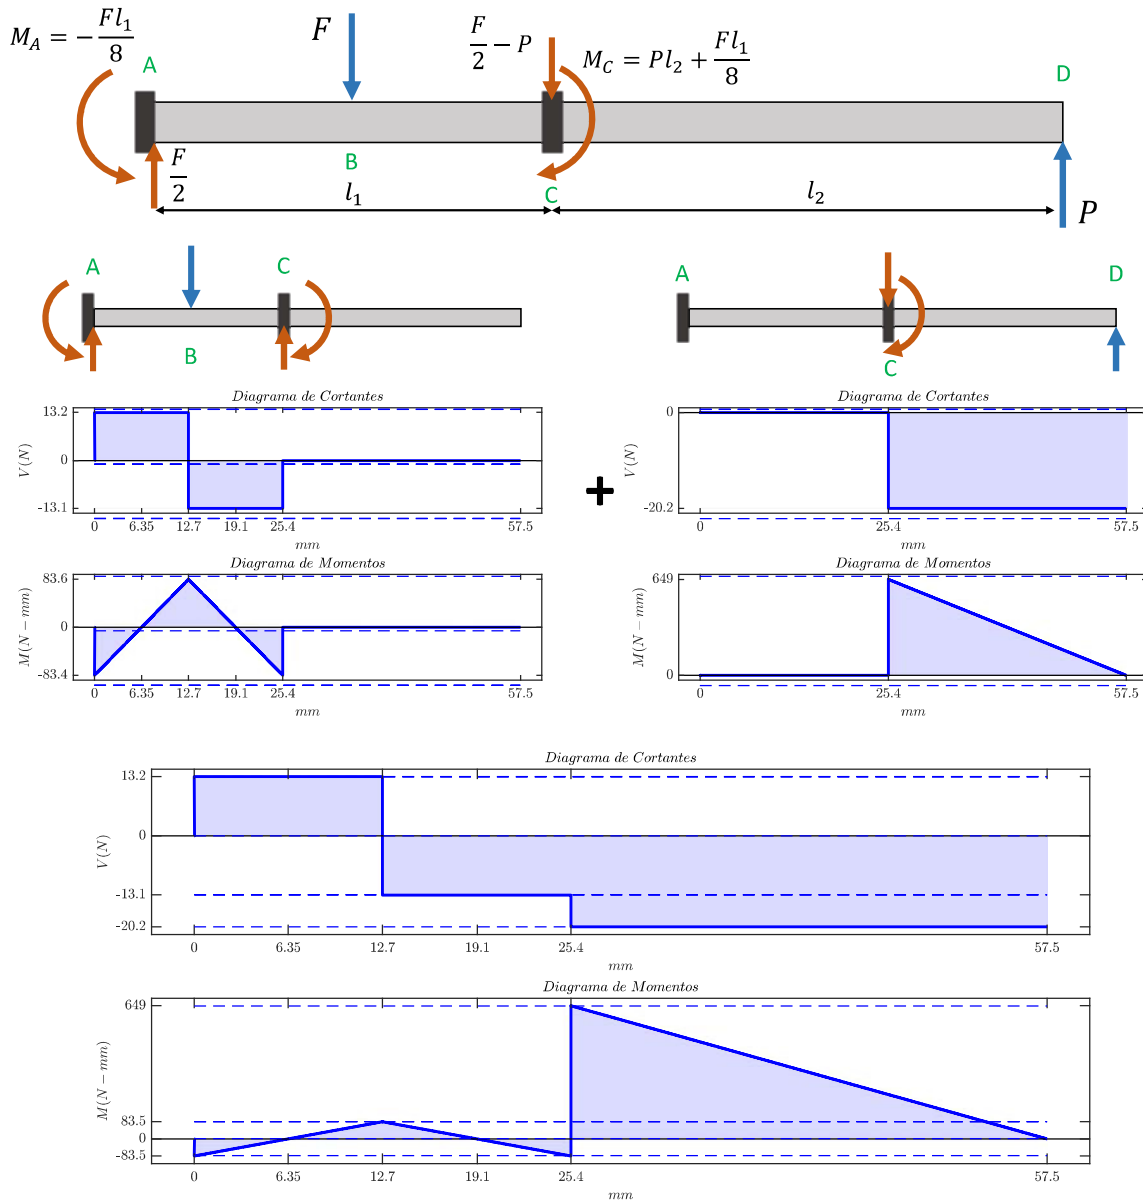 M_A = -\frac{Fl_1}{8}
F
\frac{F}{2} - P
M_C = Pl_2 + \frac{Fl_1}{8}
A
D
\frac{F}{2}
B
C
l_1
l_2
P
A
C
B
A
D
C
Diagrama de Cortantes
V(N)
13.2
0
-13.1
0 6.35 12.7 19.1 25.4 57.5
mm
Diagrama de Momentos
M(N - mm)
83.6
0
-83.4
0 6.35 12.7 19.1 25.4 57.5
mm
+
Diagrama de Cortantes
V(N)
0
-20.2
0 25.4 57.5
mm
Diagrama de Momentos
M(N - mm)
649
0
0 25.4 57.5
mm
Diagrama de Cortantes
V(N)
13.2
0
-13.1
-20.2
0 6.35 12.7 19.1 25.4 57.5
mm
Diagrama de Momentos
M(N - mm)
649
83.5
0
-83.5
0 6.35 12.7 19.1 25.4 57.5
mm